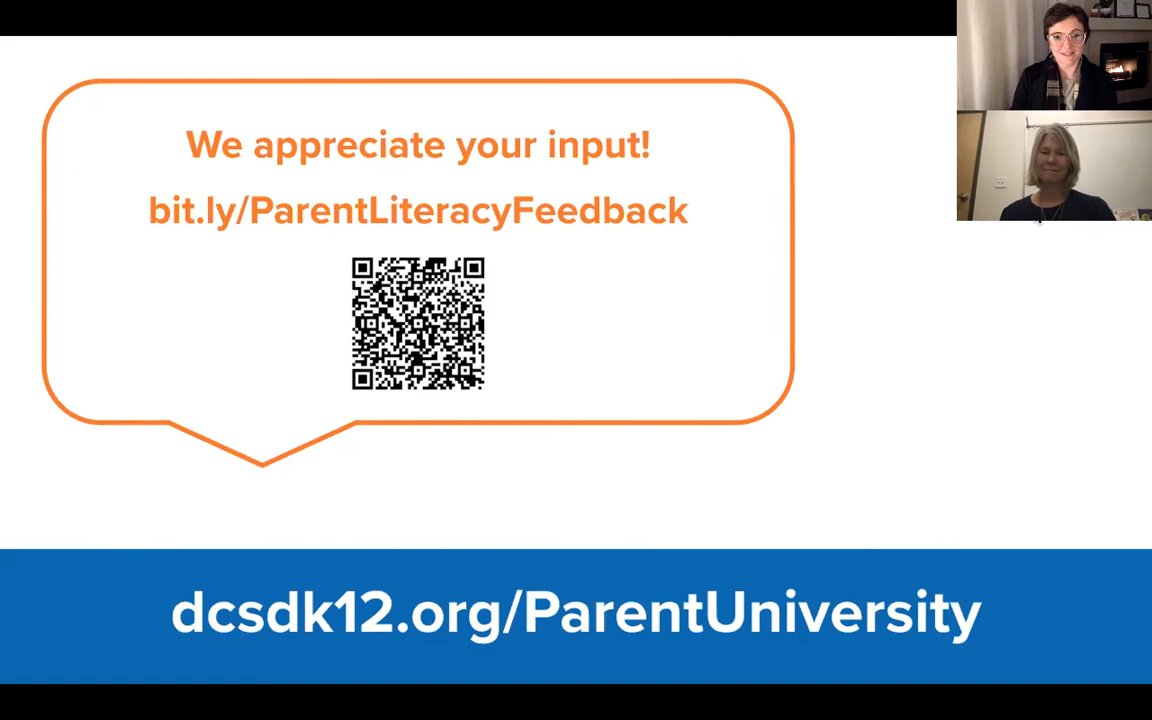 We appreciate your input!
bit.ly/ParentLiteracyFeedback
dcsdk12.org/ParentUniversity